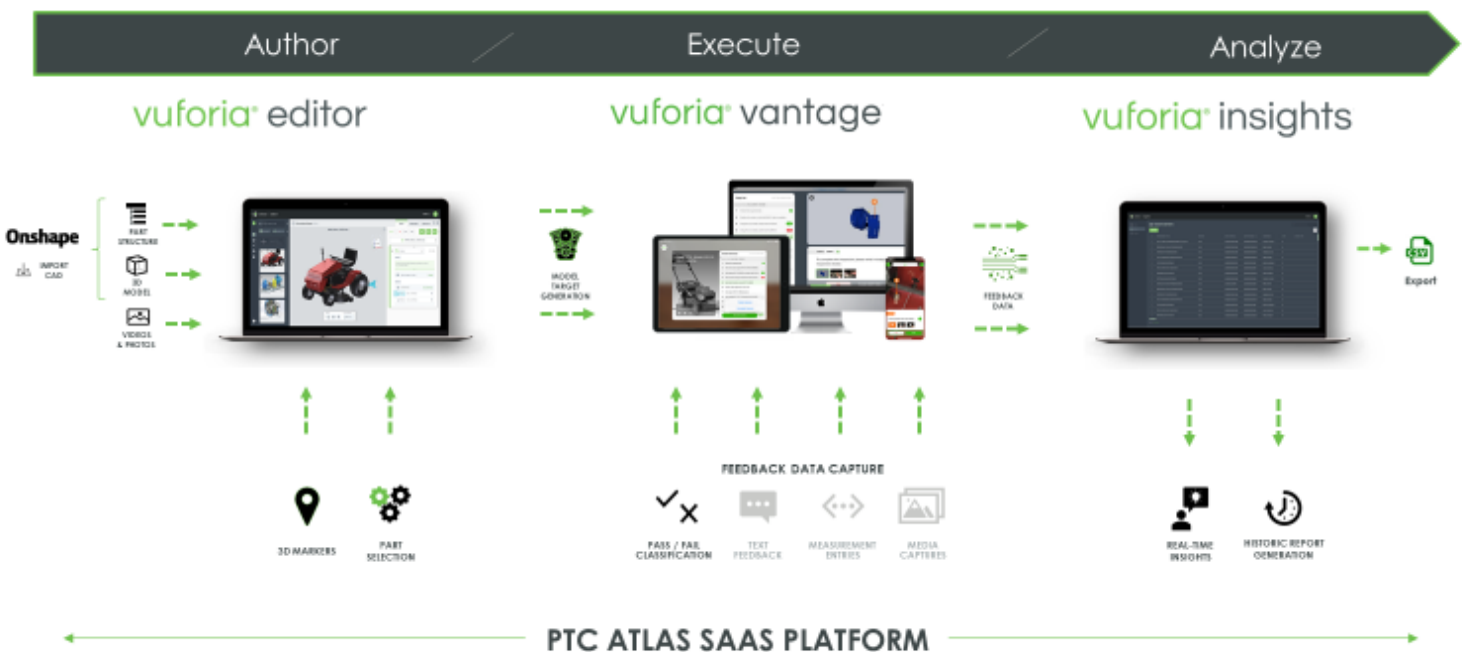 Author
Execute
Analyze
vuforia® editor
vuforia® vantage
vuforia® insights
Onshape
IMPORT
CAD
PART
STRUCTURE
3D
MODEL
VIDEOS
& PHOTOS
MODEL
TARGET
GENERATION
FEEDBACK
DATA
CSV
Export
3D MARKERS
PART
SELECTION
FEEDBACK DATA CAPTURE
PASS / FAIL
CLASSIFICATION
TEXT
FEEDBACK
MEASUREMENT
ENTRIES
MEDIA
CAPTURES
REAL-TIME
INSIGHTS
HISTORIC REPORT
GENERATION
PTC ATLAS SAAS PLATFORM